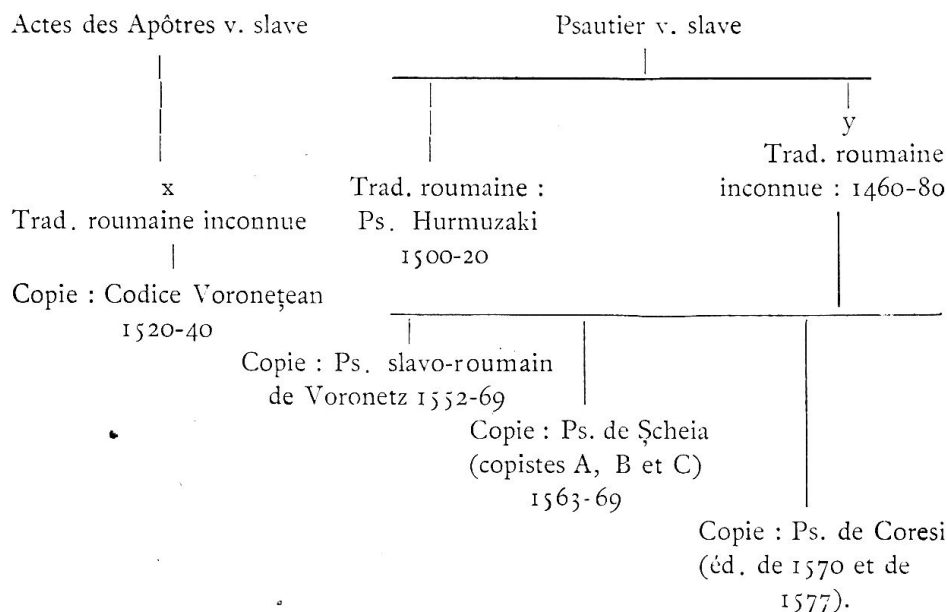 Actes des Apôtres v. slave
Psautier v. slave
x
Trad. roumaine inconnue
Copie : Codice Voronețean
1520-40
Trad. roumaine :
Ps. Hurmuzaki
1500-20
y
Trad. roumaine
inconnue : 1460-80
Copie : Ps. slavo-roumain
de Voronetz 1552-69
Copie : Ps. de Șcheia
(copistes A, B et C)
1563-69
Copie : Ps. de Coresi
(éd. de 1570 et de
1577).